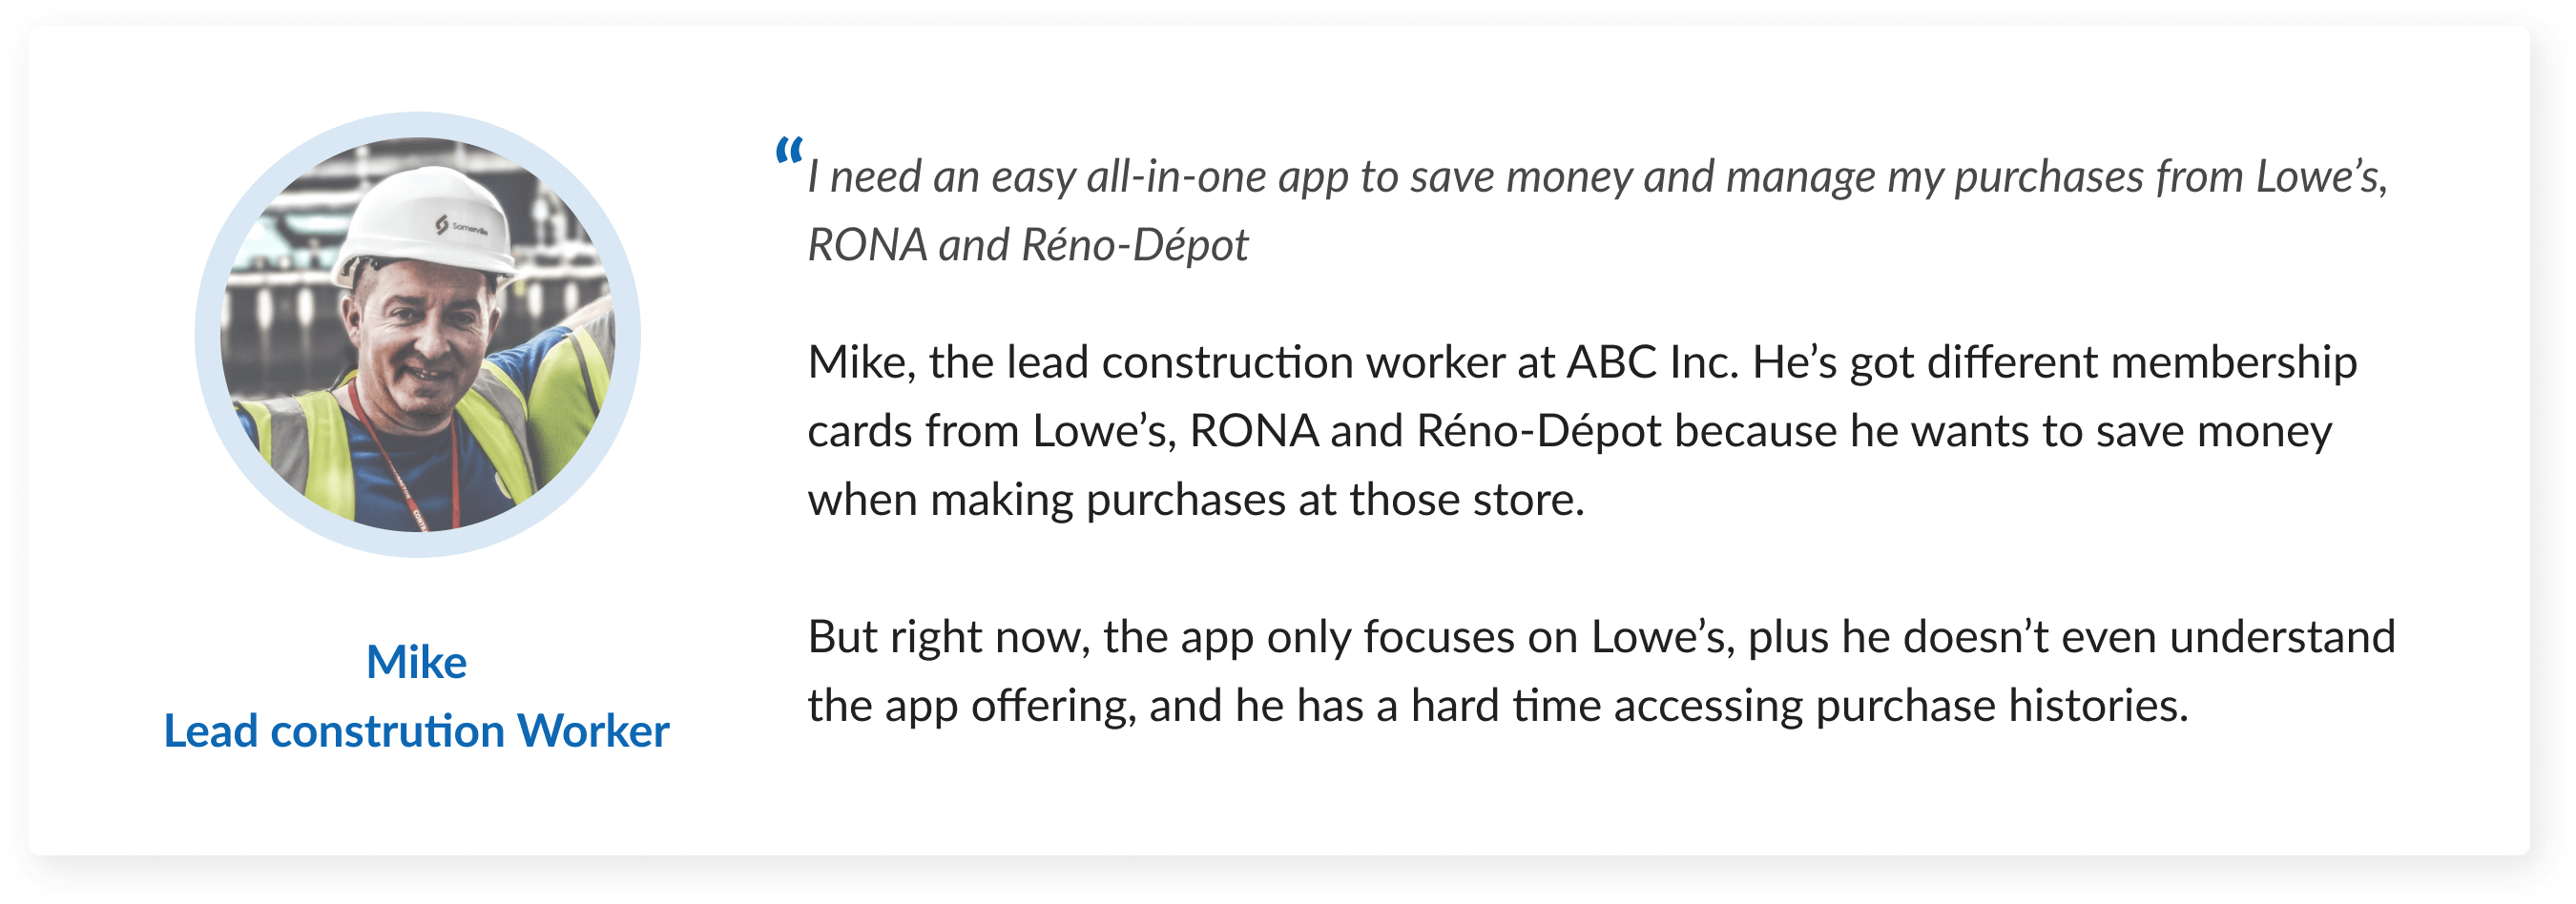 “I need an easy all-in-one app to save money and manage my purchases from Lowe’s,
RONA and Réno-Dépot
Somerville
Mike, the lead construction worker at ABC Inc. He’s got different membership
cards from Lowe’s, RONA and Réno-Dépot because he wants to save money
when making purchases at those store.
But right now, the app only focuses on Lowe’s, plus he doesn’t even understand
the app offering, and he has a hard time accessing purchase histories.
Mike
Lead constrution Worker